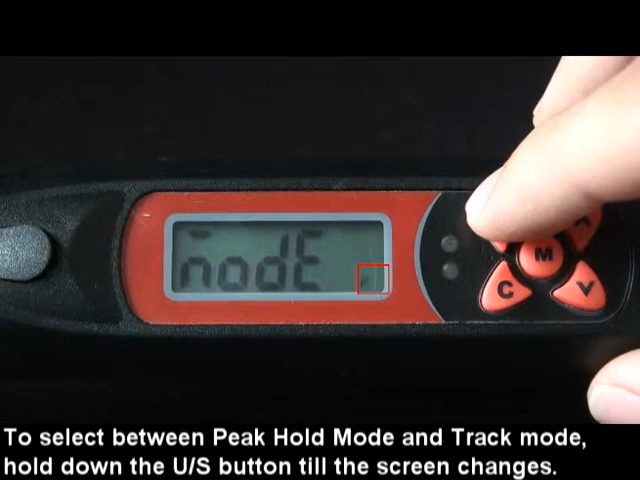 nodE
M
C
To select between Peak Hold Mode and Track mode,
hold down the U/S button till the screen changes.